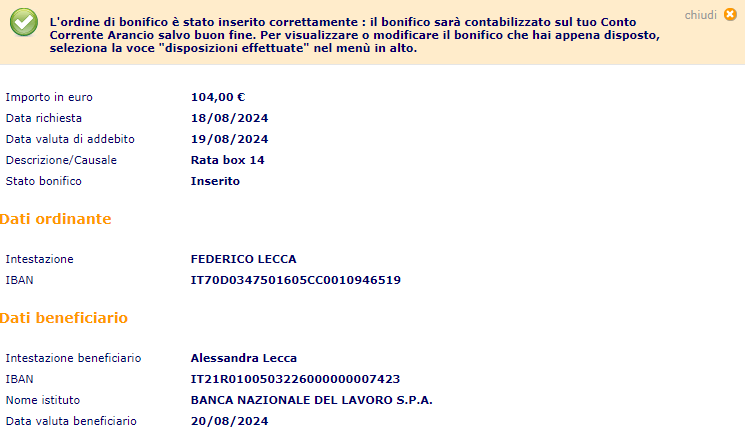 L'ordine di bonifico è stato inserito correttamente : il bonifico sarà contabilizzato sul tuo Conto
Corrente Arancio salvo buon fine. Per visualizzare o modificare il bonifico che hai appena disposto,
seleziona la voce "disposizioni effettuate" nel menù in alto.
chiudi
Importo in euro 104,00 €
Data richiesta 18/08/2024
Data valuta di addebito 19/08/2024
Descrizione/Causale Rata box 14
Stato bonifico Inserito
Dati ordinante
Intestazione FEDERICO LECCA
IBAN IT70D0347501605CC0010946519
Dati beneficiario
Intestazione beneficiario Alessandra Lecca
IBAN IT21R0100503226000000007423
Nome istituto BANCA NAZIONALE DEL LAVORO S.P.A.
Data valuta beneficiario 20/08/2024